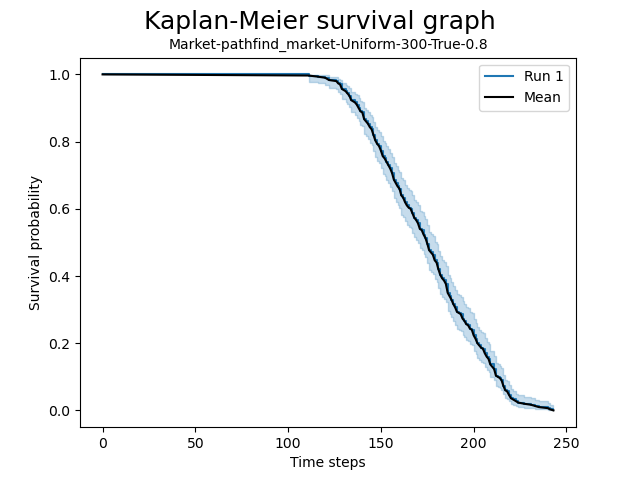 Kaplan-Meier survival graph
Market-pathfind_market-Uniform-300-True-0.8
Run 1
Mean
Survival probability
1.0
0.8
0.6
0.4
0.2
0.0
0 50 100 150 200 250
Time steps